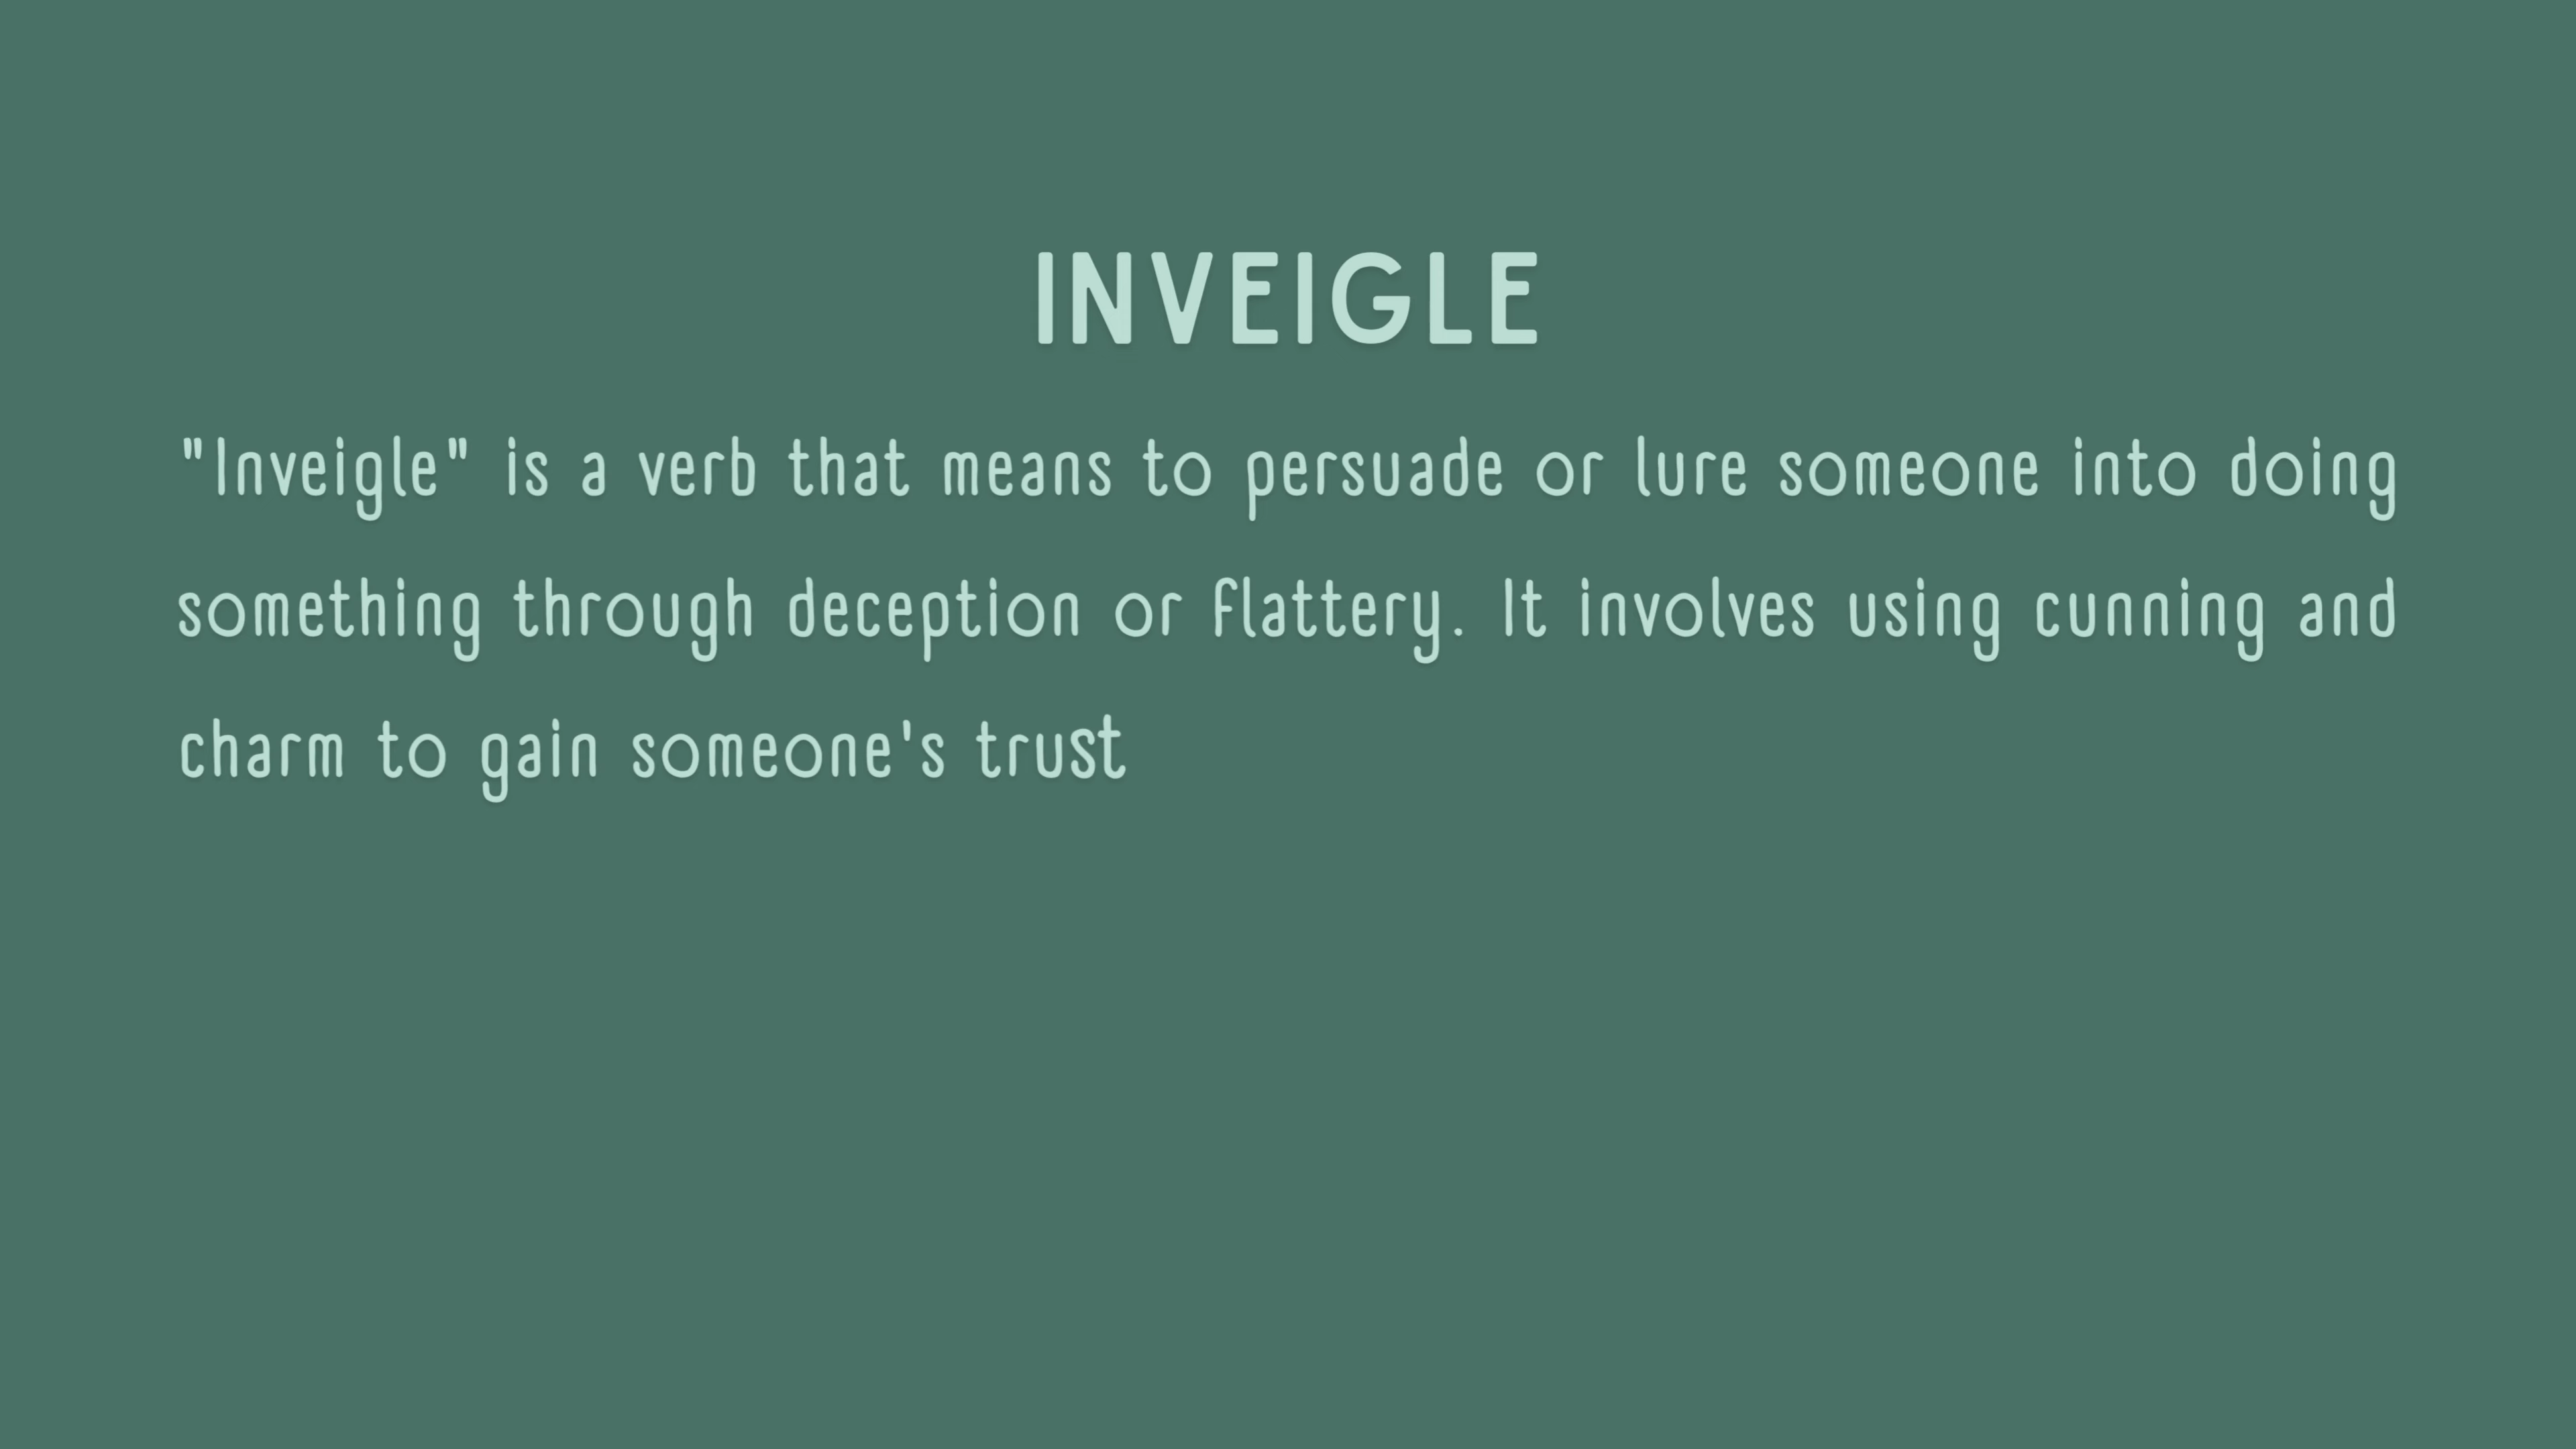 INVEIGLE
"Inveigle" is a verb that means to persuade or lure someone into doing
something through deception or flattery. It involves using cunning and
charm to gain someone's trust